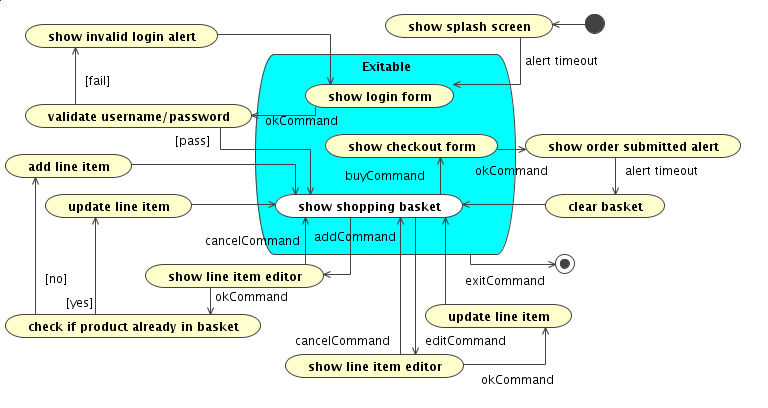 show splash screen
show invalid login alert
alert timeout
Exitable
[fail]
show login form
validate username/password
okCommand
[pass]
show checkout form
show order submitted alert
add line item
buyCommand
okCommand
alert timeout
update line item
show shopping basket
clear basket
cancelCommand
addCommand
show line item editor
[no]
exitCommand
[yes]
okCommand
update line item
check if product already in basket
cancelCommand
editCommand
show line item editor
okCommand